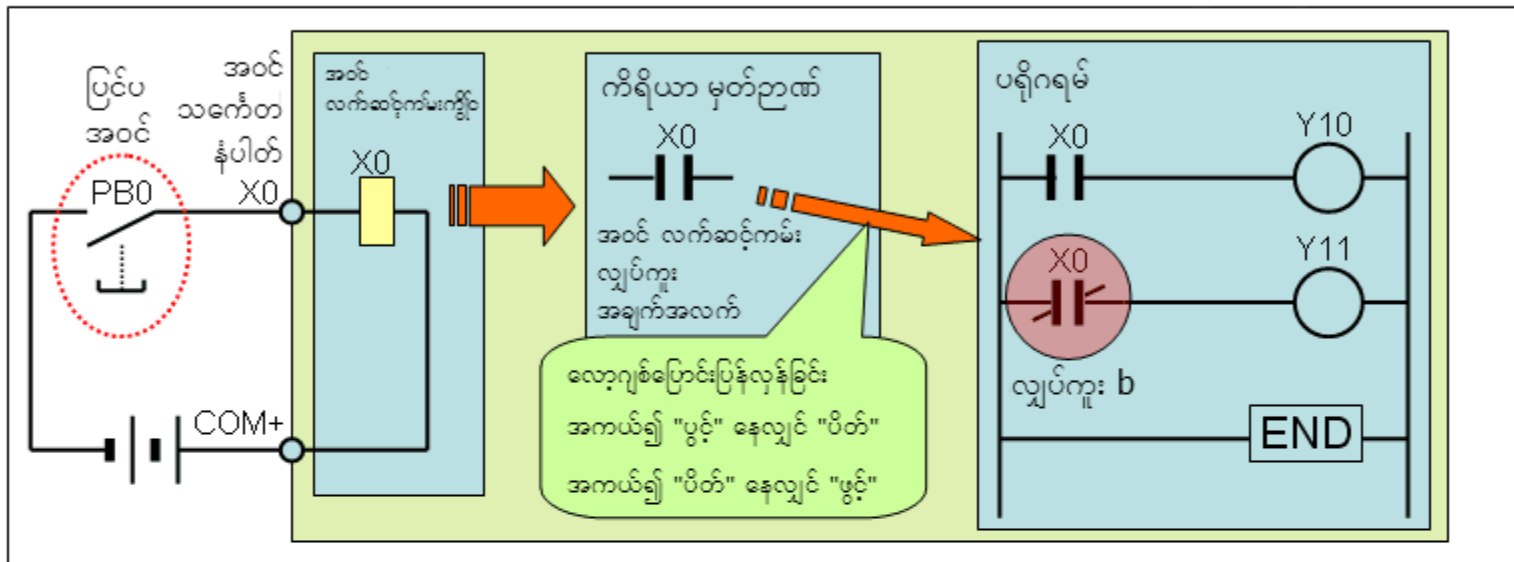 ပြင်ပ
အဝင်
PB0
အဝင်
သင်္ကေတ
နံပါတ်
X0
COM+
အဝင်
လက်ဆင့်ကမ်းကွိုင်
X0
ကိရိယာ မှတ်ဉာဏ်
X0
အဝင် လက်ဆင့်ကမ်း
လျှပ်ကူး
အချက်အလက်
လော့ဂျစ်ပြောင်းပြန်လှန်ခြင်း
အကယ်၍ "ပွင့်" နေလျှင် "ပိတ်"
အကယ်၍ "ပိတ်" နေလျှင် "ဖွင့်"
ပရိုဂရမ်
X0 Y10
X0 Y11
လျှပ်ကူး b
END